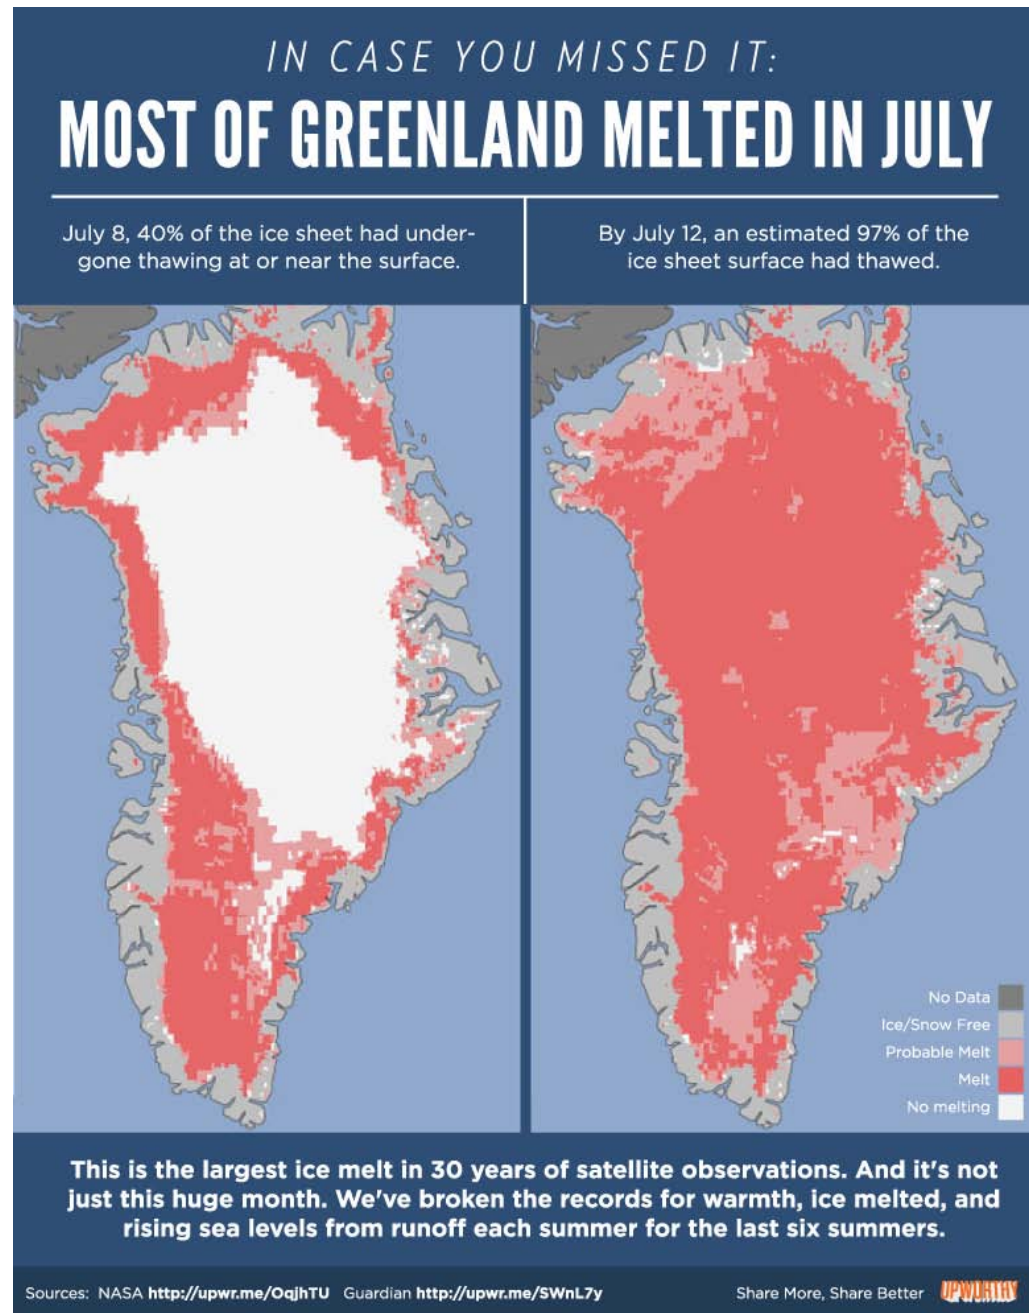 IN CASE YOU MISSED IT:
MOST OF GREENLAND MELTED IN JULY
July 8, 40% of the ice sheet had under-
gone thawing at or near the surface.
By July 12, an estimated 97% of the
ice sheet surface had thawed.
No Data
Ice/Snow Free
Probable Melt
Melt
No melting
This is the largest ice melt in 30 years of satellite observations. And it's not
just this huge month. We've broken the records for warmth, ice melted, and
rising sea levels from runoff each summer for the last six summers.
Sources: NASA http://upwr.me/OqjhTU Guardian http://upwr.me/SWnL7y
Share More, Share Better UPWORTHY